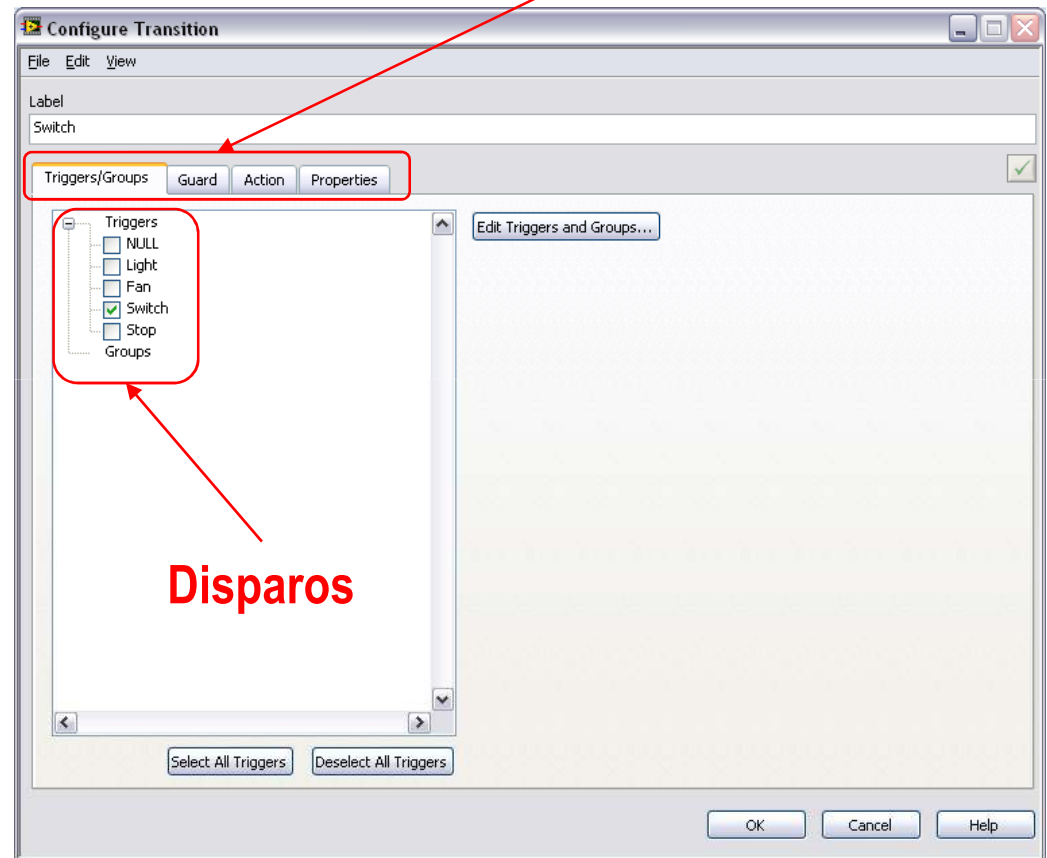 Configure Transition
File Edit View
Label
Switch
Triggers/Groups Guard Action Properties
Triggers
NULL
Light
Fan
Switch
Stop
Groups
Edit Triggers and Groups...
Disparos
Select All Triggers Deselect All Triggers
OK Cancel Help